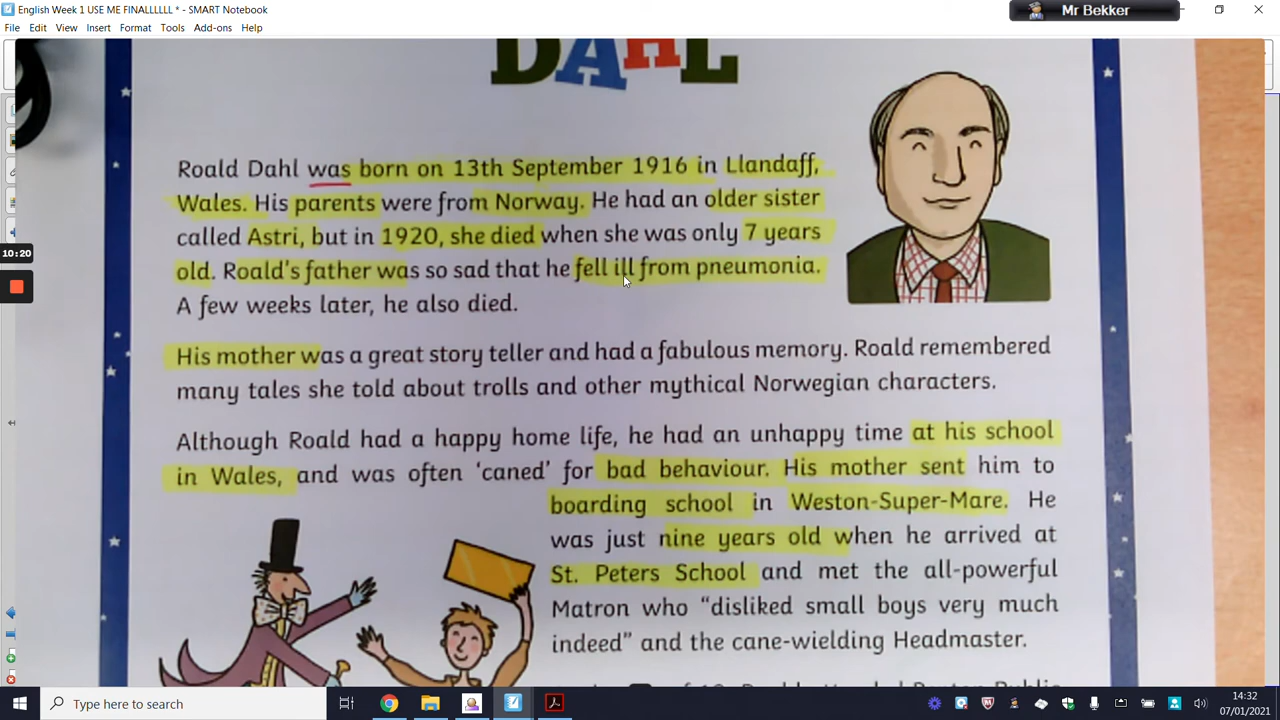 English Week 1 USE ME FINALLLLLL * - SMART Notebook
Mr Bekker
File Edit View Insert Format Tools Add-ons Help
DAHL
Roald Dahl was born on 13th September 1916 in Llandaff,
Wales. His parents were from Norway. He had an older sister
called Astri, but in 1920, she died when she was only 7 years
old. Roald's father was so sad that he fell ill from pneumonia.
A few weeks later, he also died.
10:20
His mother was a great story teller and had a fabulous memory. Roald remembered
many tales she told about trolls and other mythical Norwegian characters.
Although Roald had a happy home life, he had an unhappy time at his school
in Wales, and was often ‘caned’ for bad behaviour. His mother sent him to
boarding school in Weston-Super-Mare. He
was just nine years old when he arrived at
St. Peters School and met the all-powerful
Matron who “disliked small boys very much
indeed” and the cane-wielding Headmaster.
Type here to search
14:32
07/01/2021